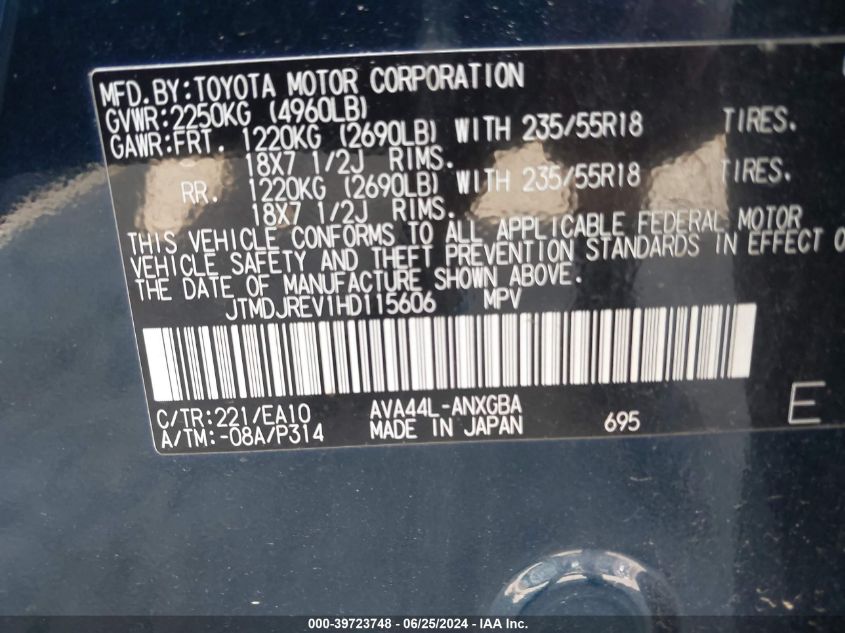 MFD.BY:TOYOTA MOTOR CORPORATION
GVWR:2250KG (4960LB)
GAWR:FRT. 1220KG (2690LB) WITH 235/55R18 TIRES.
18X7 1/2J RIMS.
RR. 1220KG (2690LB) WITH 235/55R18 TIRES.
18X7 1/2J RIMS.
THIS VEHICLE CONFORMS TO ALL APPLICABLE FEDERAL MOTOR
VEHICLE SAFETY AND THEFT PREVENTION STANDARDS IN EFFECT O
THE DATE OF MANUFACTURE SHOWN ABOVE.
JTMDJREV1HD115606 MPV
C/TR:221/EA10 AVA44L-ANXGBA
A/TM:-08A/P314 MADE IN JAPAN 695 E
000-39723748 - 06/25/2024 - IAAI Inc.